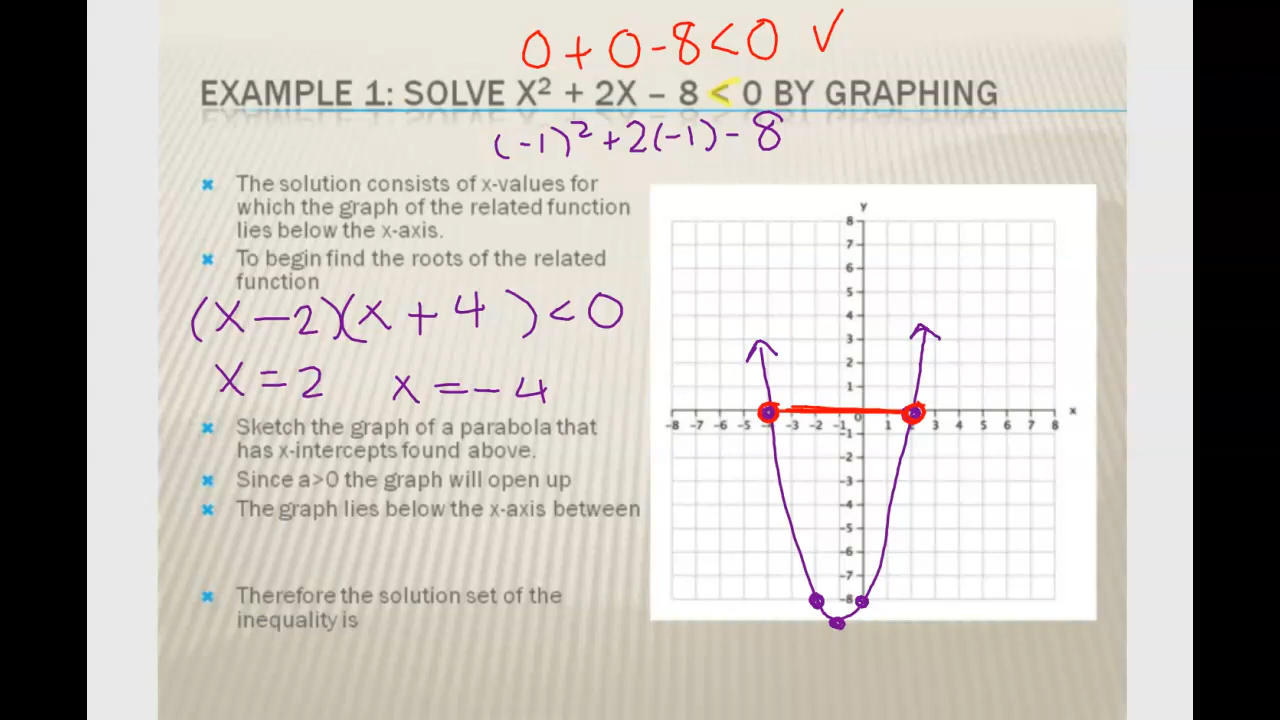 0 + 0 - 8 < 0 ✓
EXAMPLE 1: SOLVE X² + 2X – 8 < 0 BY GRAPHING
(-1)² + 2(-1) - 8
The solution consists of x-values for
which the graph of the related function
lies below the x-axis.
To begin find the roots of the related
function
(x - 2)(x + 4) < 0
x = 2 x = - 4
Sketch the graph of a parabola that
has x-intercepts found above.
Since a>0 the graph will open up
The graph lies below the x-axis between
Therefore the solution set of the
inequality is
y
8
7
6
5
4
3
2
1
-8 -7 -6 -5 -3 -2 -1 0 1 2 3 4 5 6 7 8 x
-1
-2
-3
-4
-5
-6
-7
-8